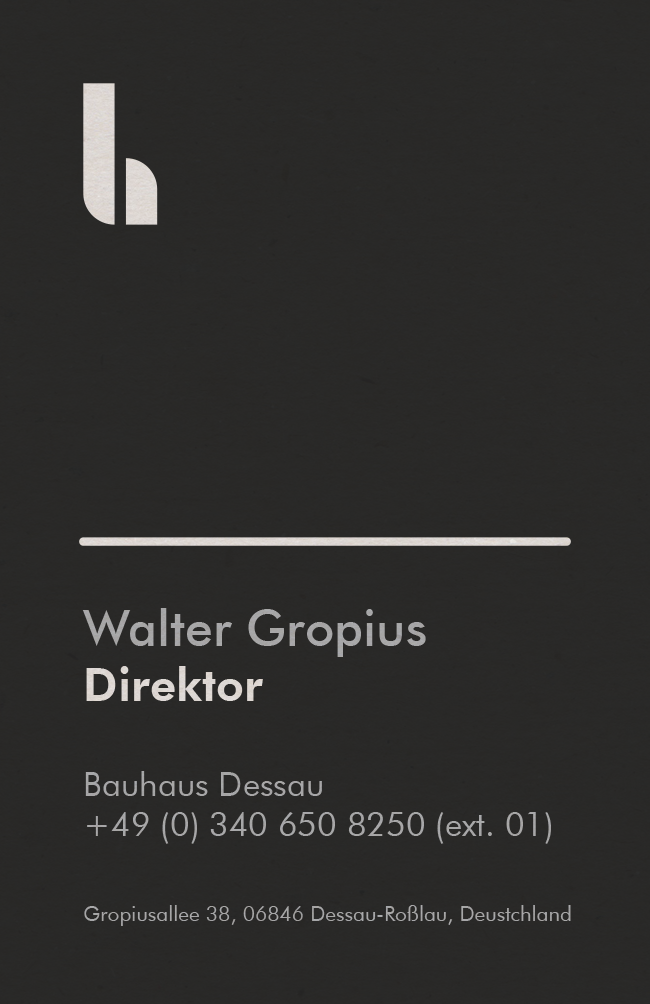 Walter Gropius
Direktor
Bauhaus Dessau
+49 (0) 340 650 8250 (ext. 01)
Gropiusallee 38, 06846 Dessau-Roßlau, Deustchland